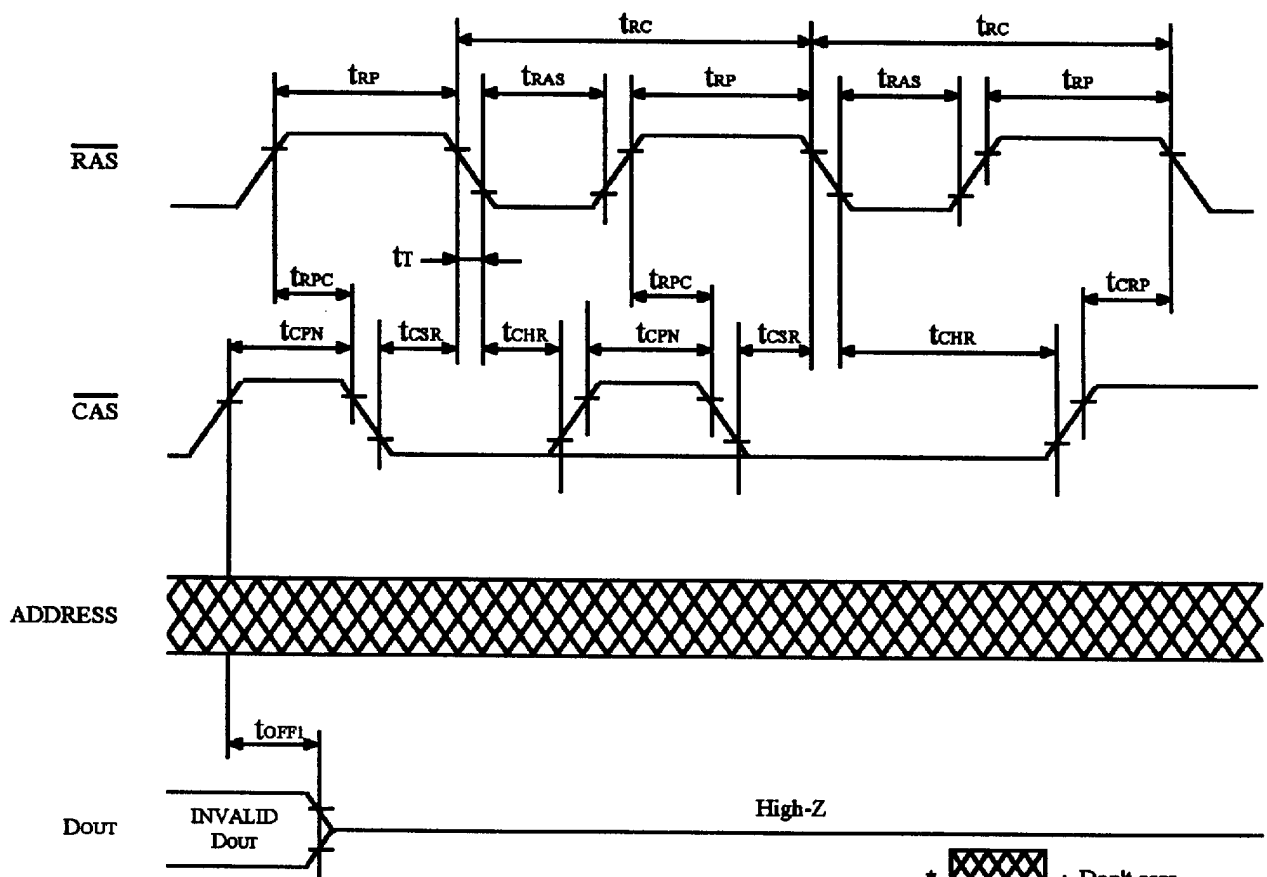 tRC tRC
tRP tRAS tRP tRAS tRP
RAS
tT
tRPC tRPC tCRP
tCPN tCSR tCHR tCPN tCSR tCHR
CAS
ADDRESS
tOFF1
INVALID
DOUT
DOUT
High-Z
*